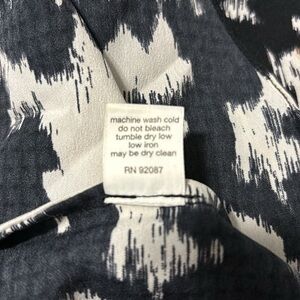 machine wash cold
do not bleach
tumble dry low
low iron
may be dry clean
RN 92087